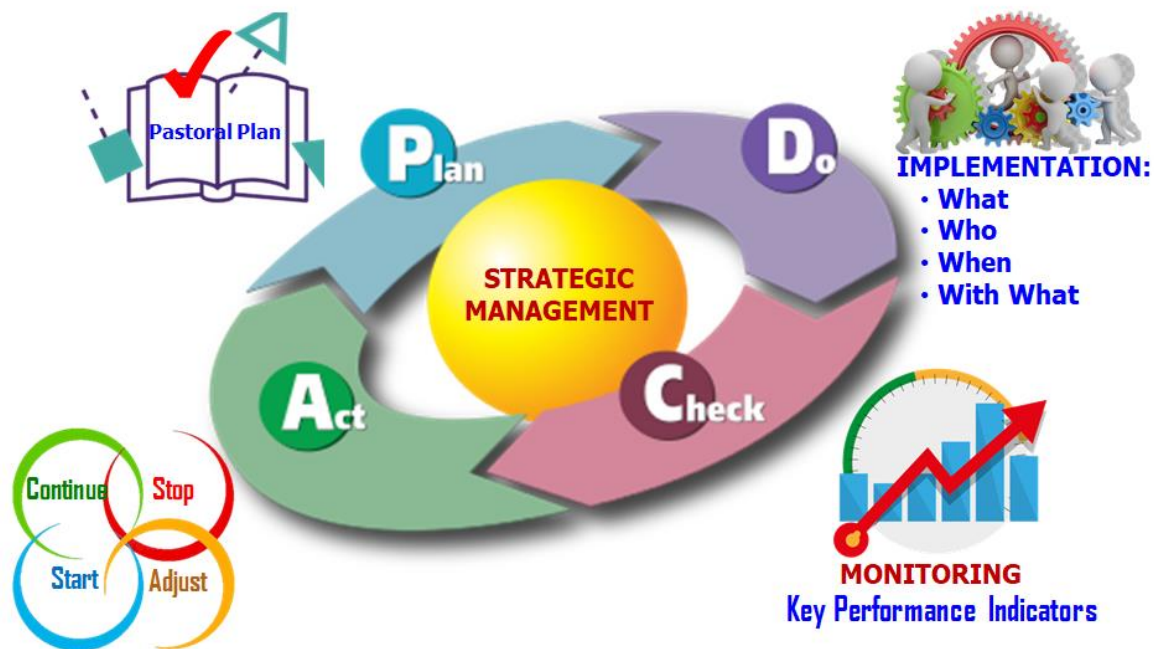 Pastoral Plan
Plan
Do
IMPLEMENTATION:
• What
• Who
• When
• With What
STRATEGIC
MANAGEMENT
Act
Check
Continue
Stop
Start
Adjust
MONITORING
Key Performance Indicators